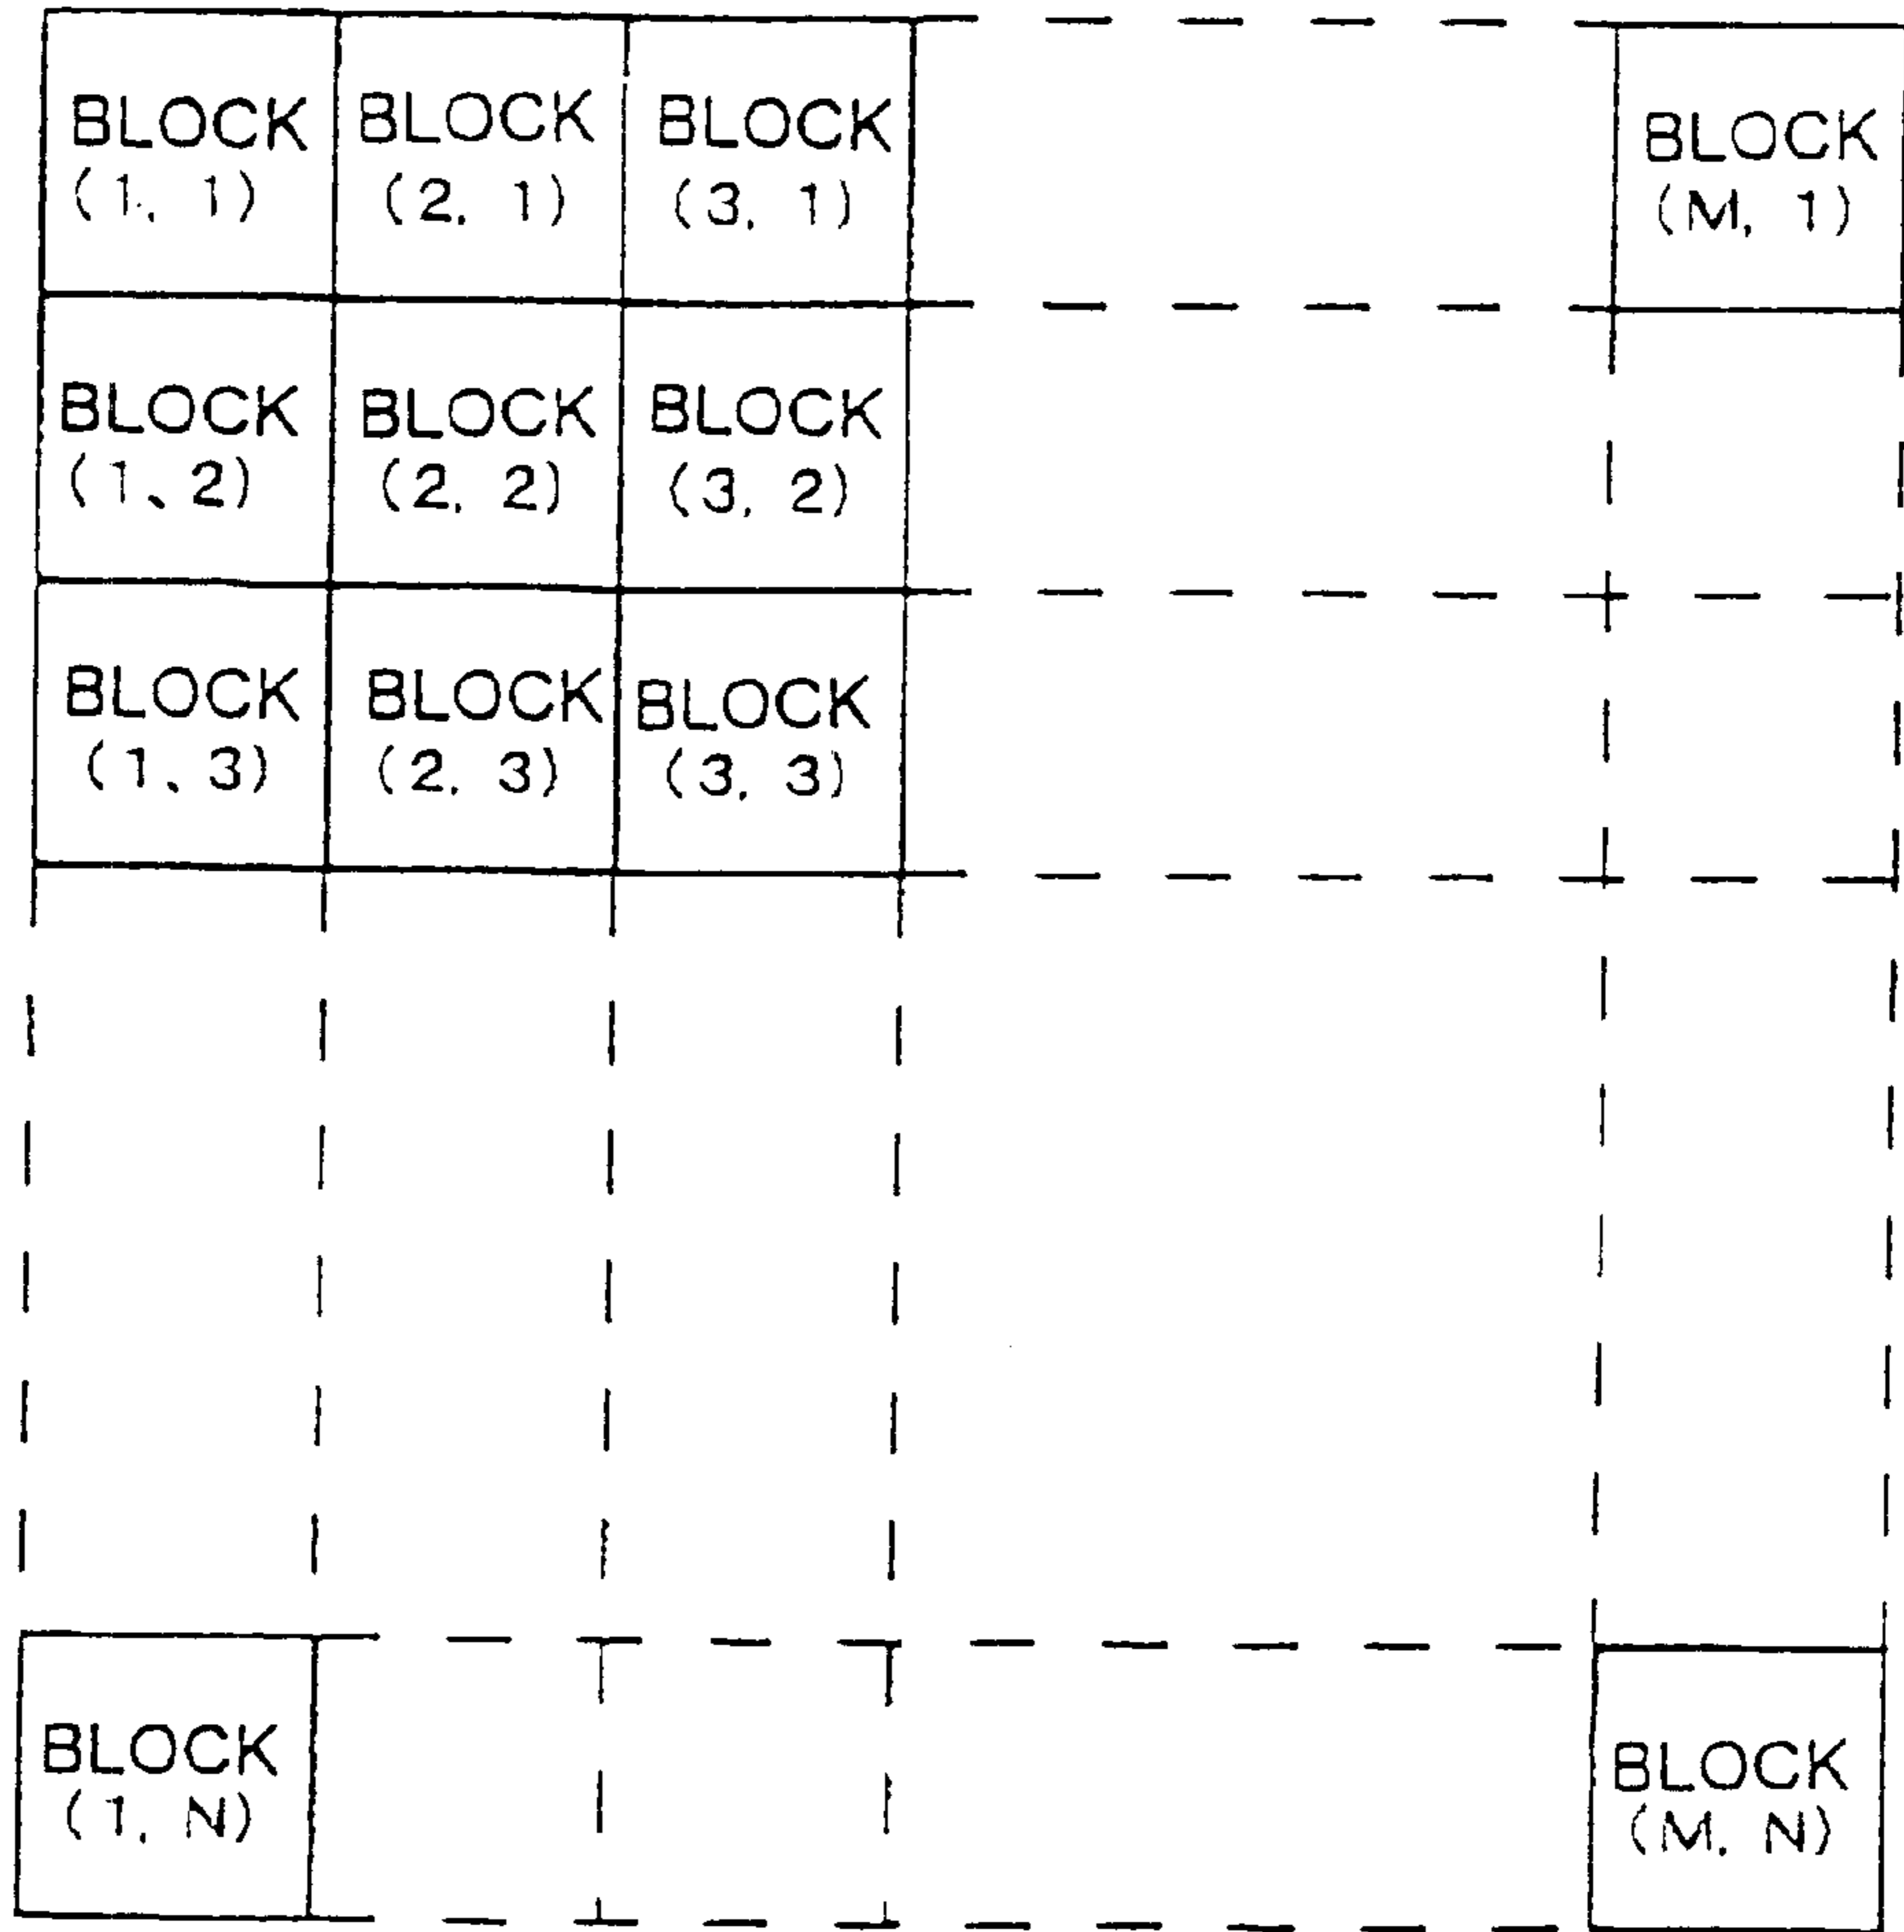 BLOCK BLOCK BLOCK BLOCK
(1, 1) (2, 1) (3, 1) (M, 1)
BLOCK BLOCK BLOCK
(1, 2) (2, 2) (3, 2)
BLOCK BLOCK BLOCK
(1, 3) (2, 3) (3, 3)
BLOCK BLOCK
(1, N) (M, N)